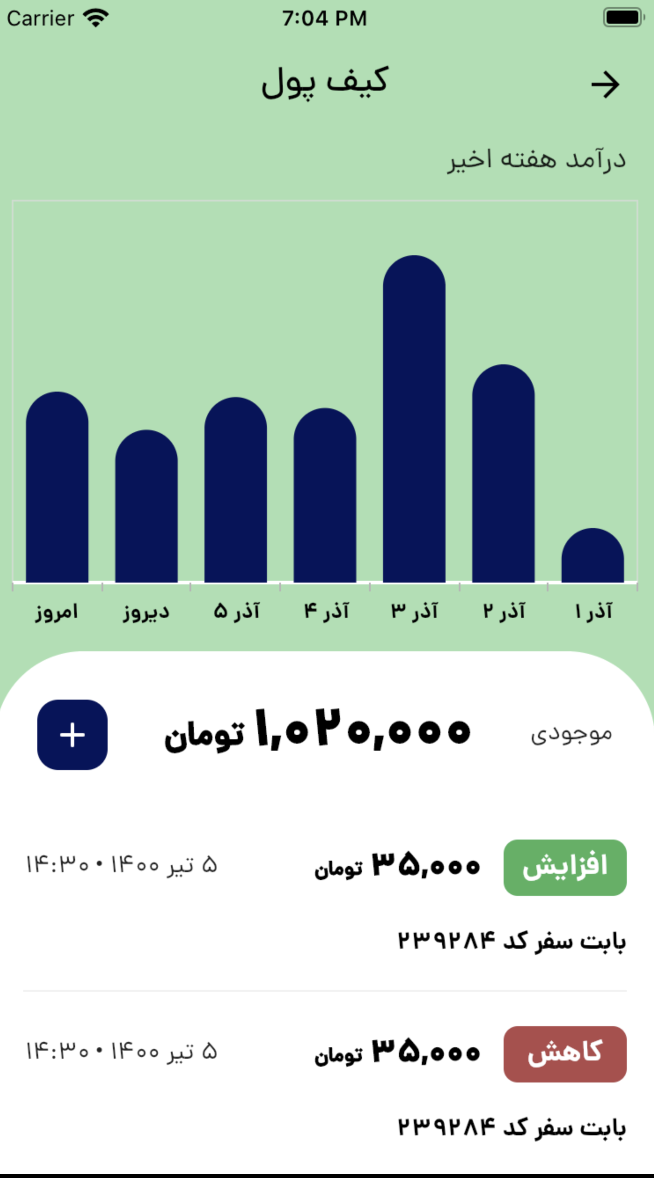 Carrier 7:04 PM
کیف پول
درآمد هفته اخیر
آذر ۱ آذر ۲ آذر ۳ آذر ۴ آذر ۵ دیروز امروز
موجودی ۱,۰۲۰,۰۰۰ تومان
افزایش ۳۵,۰۰۰ تومان ۵ تیر ۱۴۰۰ • ۱۴:۳۰
بابت سفر کد ۲۳۹۲۸۴
کاهش ۳۵,۰۰۰ تومان ۵ تیر ۱۴۰۰ • ۱۴:۳۰
بابت سفر کد ۲۳۹۲۸۴